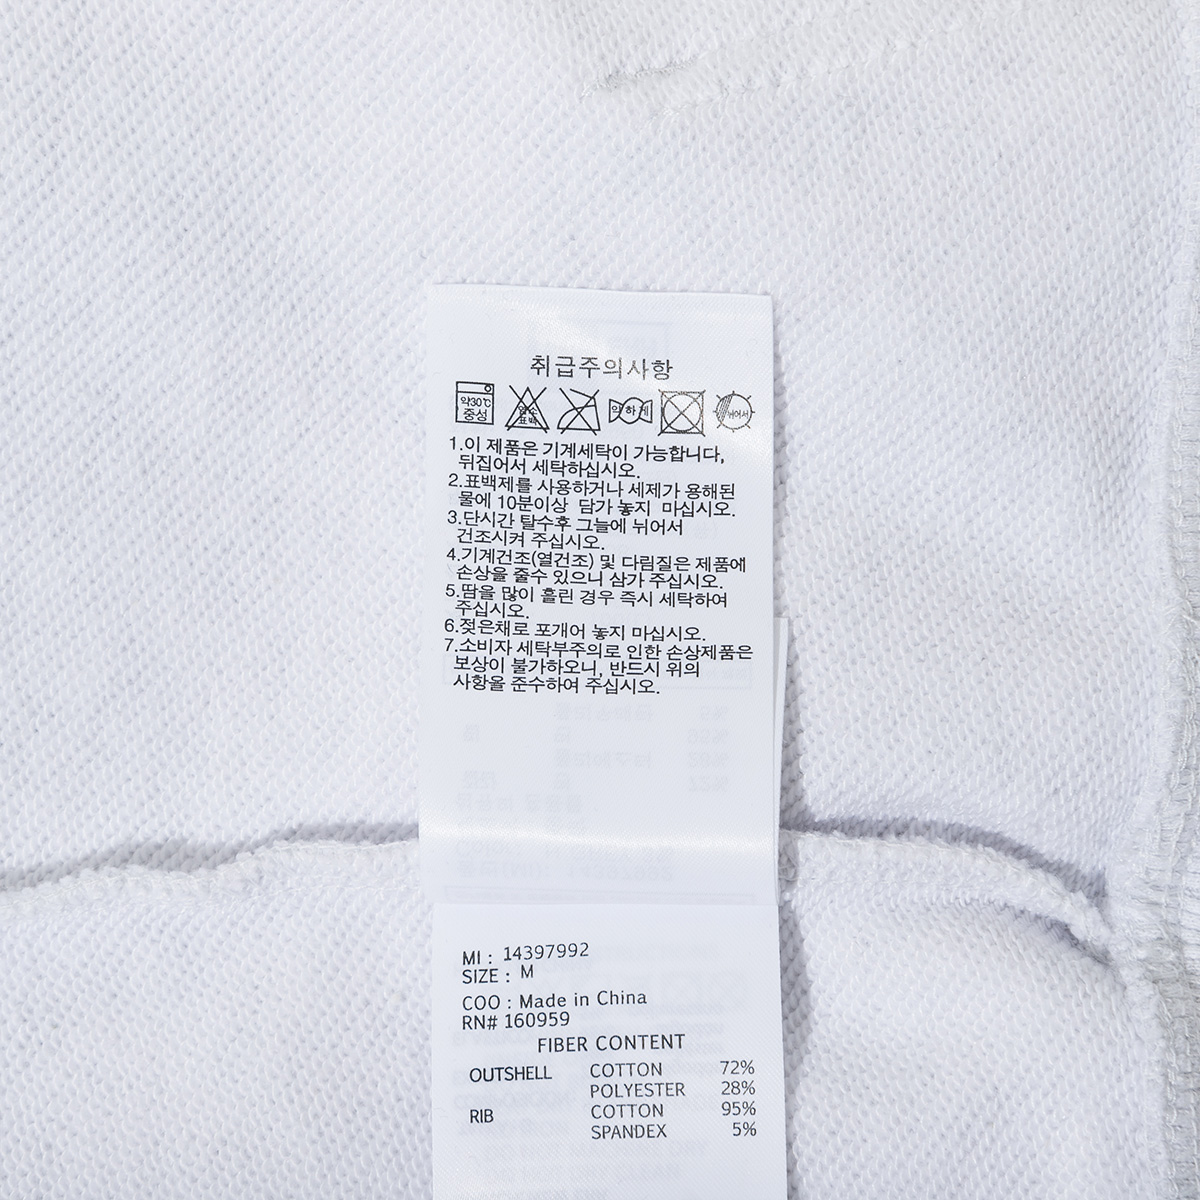 취급주의사항
약30℃ 중성 염소 표백 약하게 뉘어서
1.이 제품은 기계세탁이 가능합니다,
뒤집어서 세탁하십시오.
2.표백제를 사용하거나 세제가 용해된
물에 10분이상 담가 놓지 마십시오.
3.단시간 탈수후 그늘에 뉘어서
건조시켜 주십시오.
4.기계건조(열건조) 및 다림질은 제품에
손상을 줄수 있으니 삼가 주십시오.
5.땀을 많이 흘린 경우 즉시 세탁하여
주십시오.
6.젖은채로 포개어 놓지 마십시오.
7.소비자 세탁부주의로 인한 손상제품은
보상이 불가하오니, 반드시 위의
사항을 준수하여 주십시오.
MI : 14397992
SIZE : M
COO : Made in China
RN# 160959
FIBER CONTENT
OUTSHELL COTTON 72%
POLYESTER 28%
RIB COTTON 95%
SPANDEX 5%